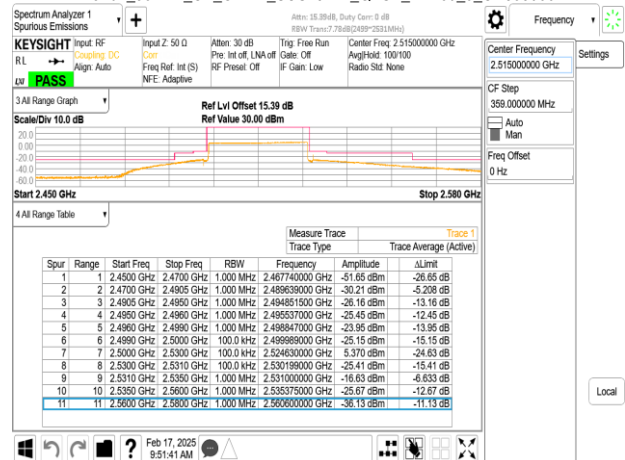 Spectrum Analyzer 1
Spurious Emissions
Attn: 15.39dB, Duty Corr: 0 dB
RBW Trans:7.78dB(2499~2531MHz)
Frequency
KEYSIGHT
RL
PASS
Input: RF
Coupling: DC
Align: Auto
Input Z: 50 Ω
Corr
Freq Ref: Int (S)
NFE: Adaptive
Atten: 30 dB
Pre: Int off, LNA off
RF Preset: Off
Trig: Free Run
Gate: Off
IF Gain: Low
Center Freq: 2.515000000 GHz
Avg|Hold: 100/100
Radio Std: None
Center Frequency
2.515000000 GHz
Settings
CF Step
359.000000 MHz
Auto
Man
Freq Offset
0 Hz
3 All Range Graph
Scale/Div 10.0 dB
Ref Lvl Offset 15.39 dB
Ref Value 30.00 dBm
20.0
0.00
-20.0
-40.0
-60.0
Start 2.450 GHz
Stop 2.580 GHz
4 All Range Table
Measure Trace Trace 1
Trace Type Trace Average (Active)
Spur Range Start Freq Stop Freq RBW Frequency Amplitude ΔLimit
1 1 2.4500 GHz 2.4700 GHz 1.000 MHz 2.467740000 GHz -51.65 dBm -26.65 dB
2 2 2.4700 GHz 2.4905 GHz 1.000 MHz 2.489639000 GHz -30.21 dBm -5.208 dB
3 3 2.4905 GHz 2.4950 GHz 1.000 MHz 2.494851500 GHz -26.16 dBm -13.16 dB
4 4 2.4950 GHz 2.4960 GHz 1.000 MHz 2.495537000 GHz -25.45 dBm -12.45 dB
5 5 2.4960 GHz 2.4990 GHz 1.000 MHz 2.498847000 GHz -23.95 dBm -13.95 dB
6 6 2.4990 GHz 2.5000 GHz 100.0 kHz 2.499989000 GHz -25.15 dBm -15.15 dB
7 7 2.5000 GHz 2.5300 GHz 100.0 kHz 2.524630000 GHz 5.370 dBm -24.63 dB
8 8 2.5300 GHz 2.5310 GHz 100.0 kHz 2.530199000 GHz -25.41 dBm -15.41 dB
9 9 2.5310 GHz 2.5350 GHz 1.000 MHz 2.531000000 GHz -16.63 dBm -6.633 dB
10 10 2.5350 GHz 2.5600 GHz 1.000 MHz 2.535375000 GHz -25.67 dBm -12.67 dB
11 11 2.5600 GHz 2.5800 GHz 1.000 MHz 2.560600000 GHz -36.13 dBm -11.13 dB
Local
Feb 17, 2025
9:51:41 AM